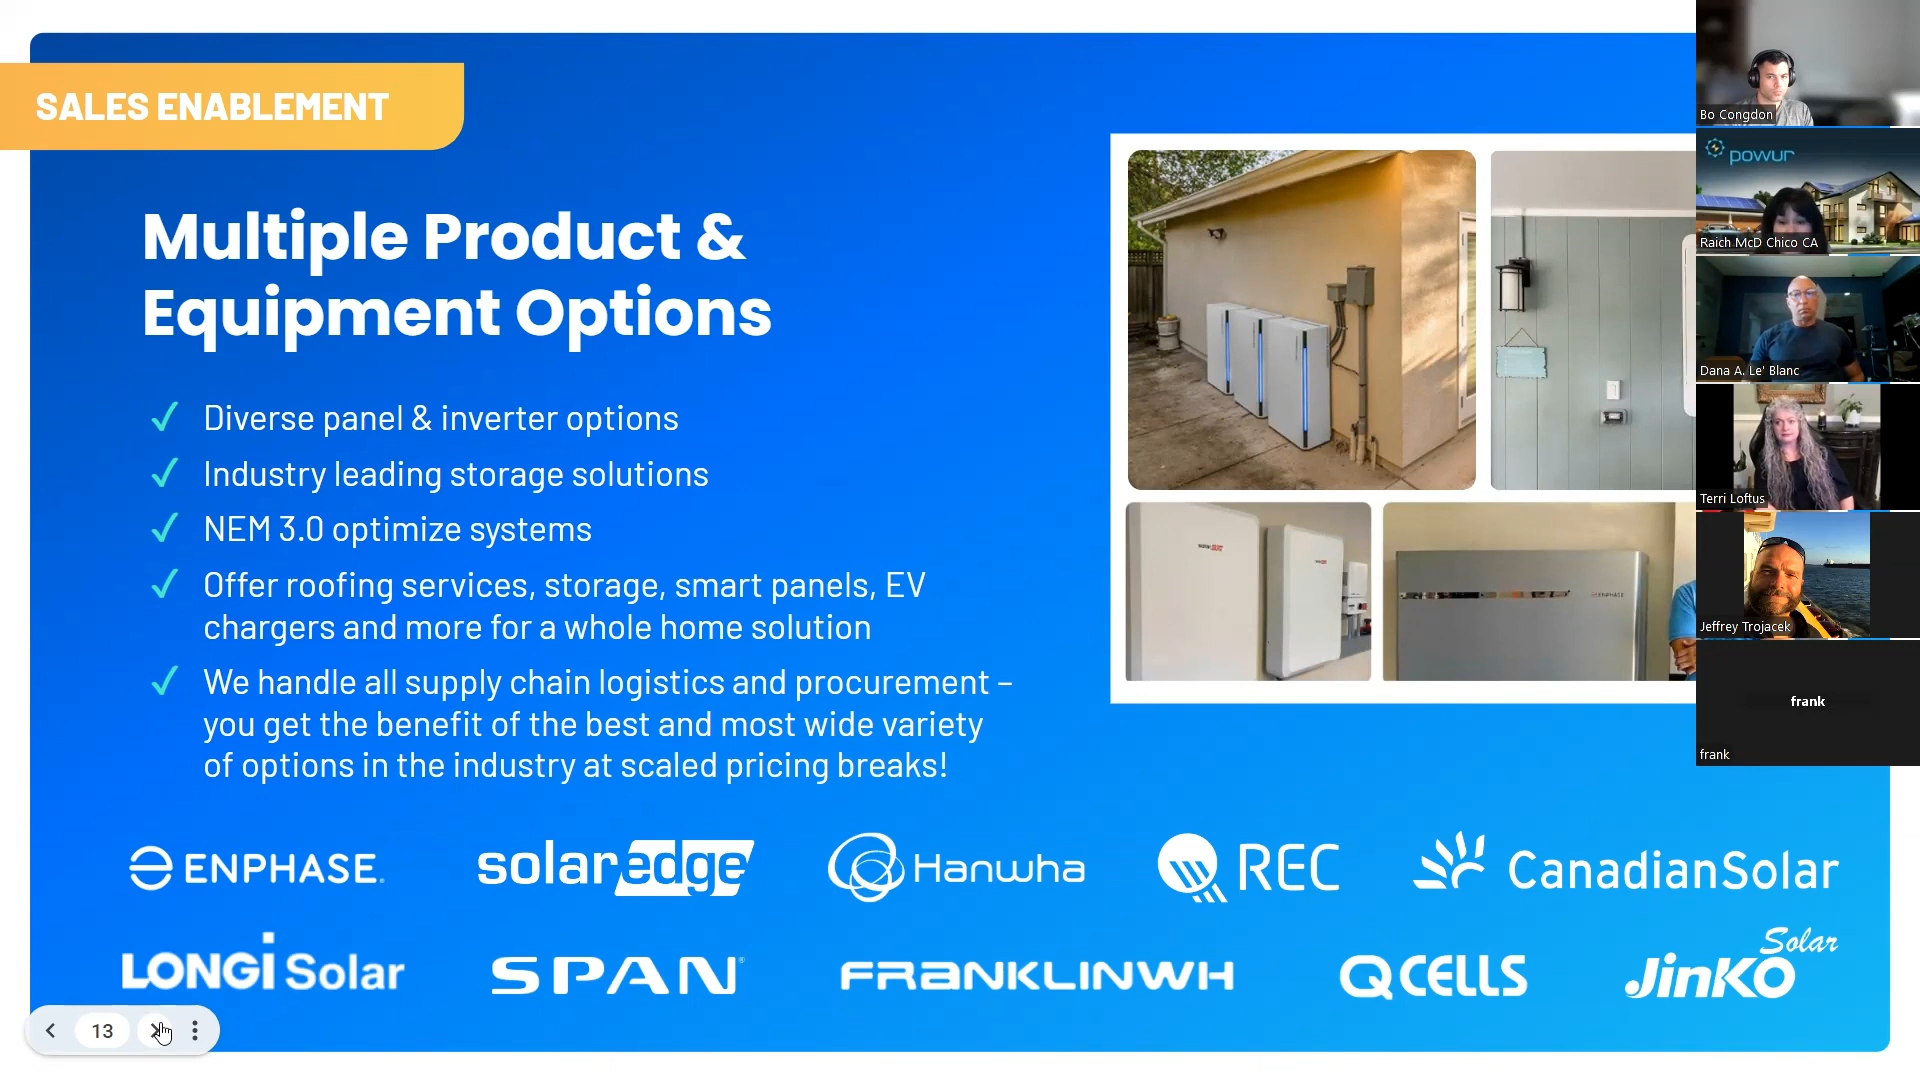 SALES ENABLEMENT
Multiple Product &
Equipment Options
✓ Diverse panel & inverter options
✓ Industry leading storage solutions
✓ NEM 3.0 optimize systems
✓ Offer roofing services, storage, smart panels, EV
chargers and more for a whole home solution
✓ We handle all supply chain logistics and procurement –
you get the benefit of the best and most wide variety
of options in the industry at scaled pricing breaks!
ENPHASE.
solaredge
Hanwha
REC
CanadianSolar
LONGi Solar
SPAN®
FRANKLINWH
Q CELLS
JinKO Solar
13
ENPHASE
Bo Congdon
powur
Raich McD Chico CA
Dana A. Le' Blanc
Terri Loftus
Jeffrey Trojacek
frank
frank